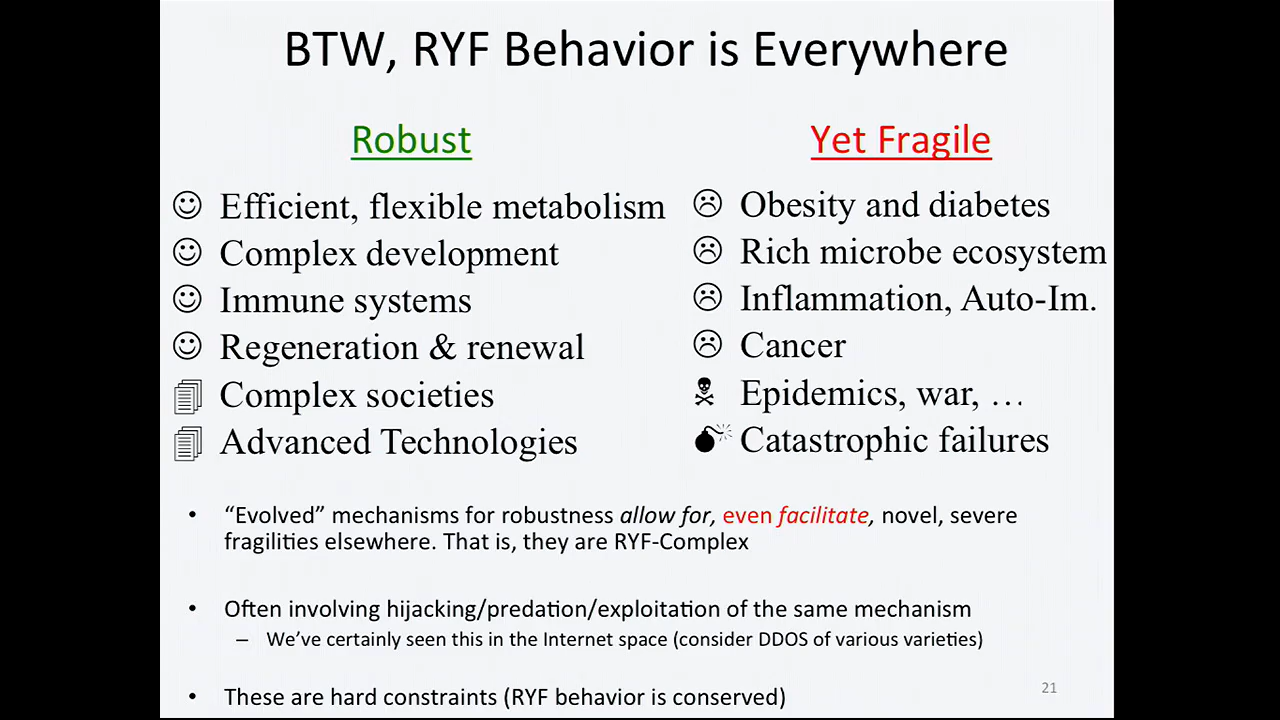 BTW, RYF Behavior is Everywhere
Robust
Yet Fragile
Efficient, flexible metabolism
Complex development
Immune systems
Regeneration & renewal
Complex societies
Advanced Technologies
Obesity and diabetes
Rich microbe ecosystem
Inflammation, Auto-Im.
Cancer
Epidemics, war, …
Catastrophic failures
• “Evolved” mechanisms for robustness allow for, even facilitate, novel, severe
fragilities elsewhere. That is, they are RYF-Complex
• Often involving hijacking/predation/exploitation of the same mechanism
– We’ve certainly seen this in the Internet space (consider DDOS of various varieties)
• These are hard constraints (RYF behavior is conserved)
21